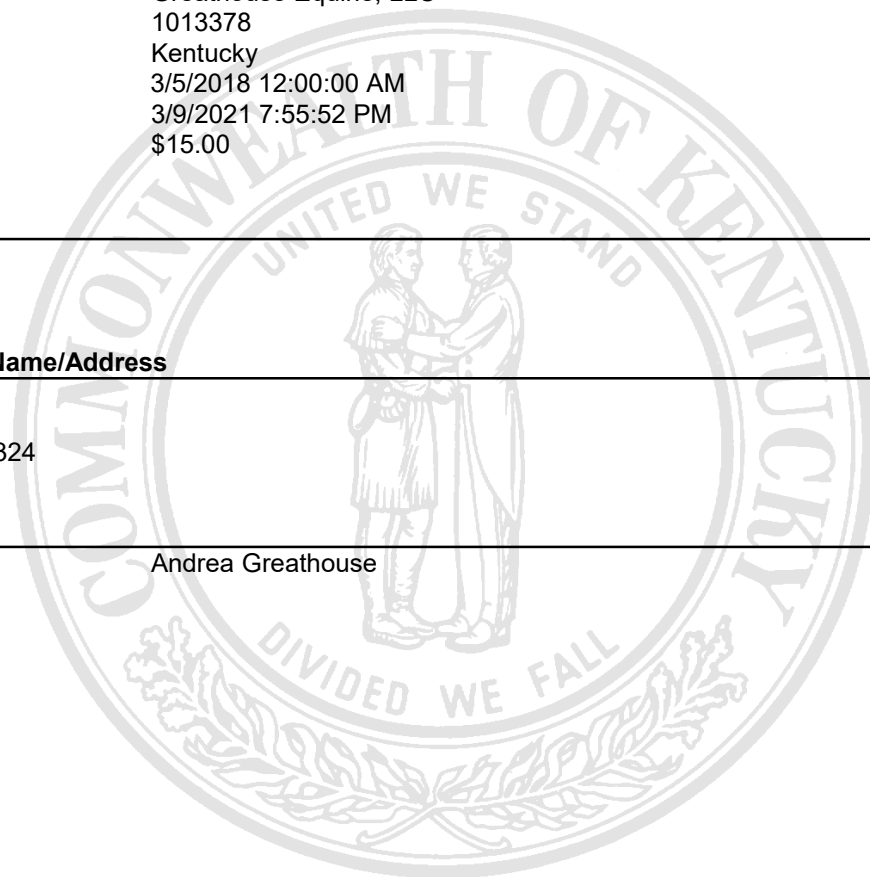 1013378
Kentucky
3/5/2018 12:00:00 AM
3/9/2021 7:55:52 PM
$15.00
COMMONWEALTH OF KENTUCKY
UNITED WE STAND
Name/Address
324
Andrea Greathouse
DIVIDED WE FALL